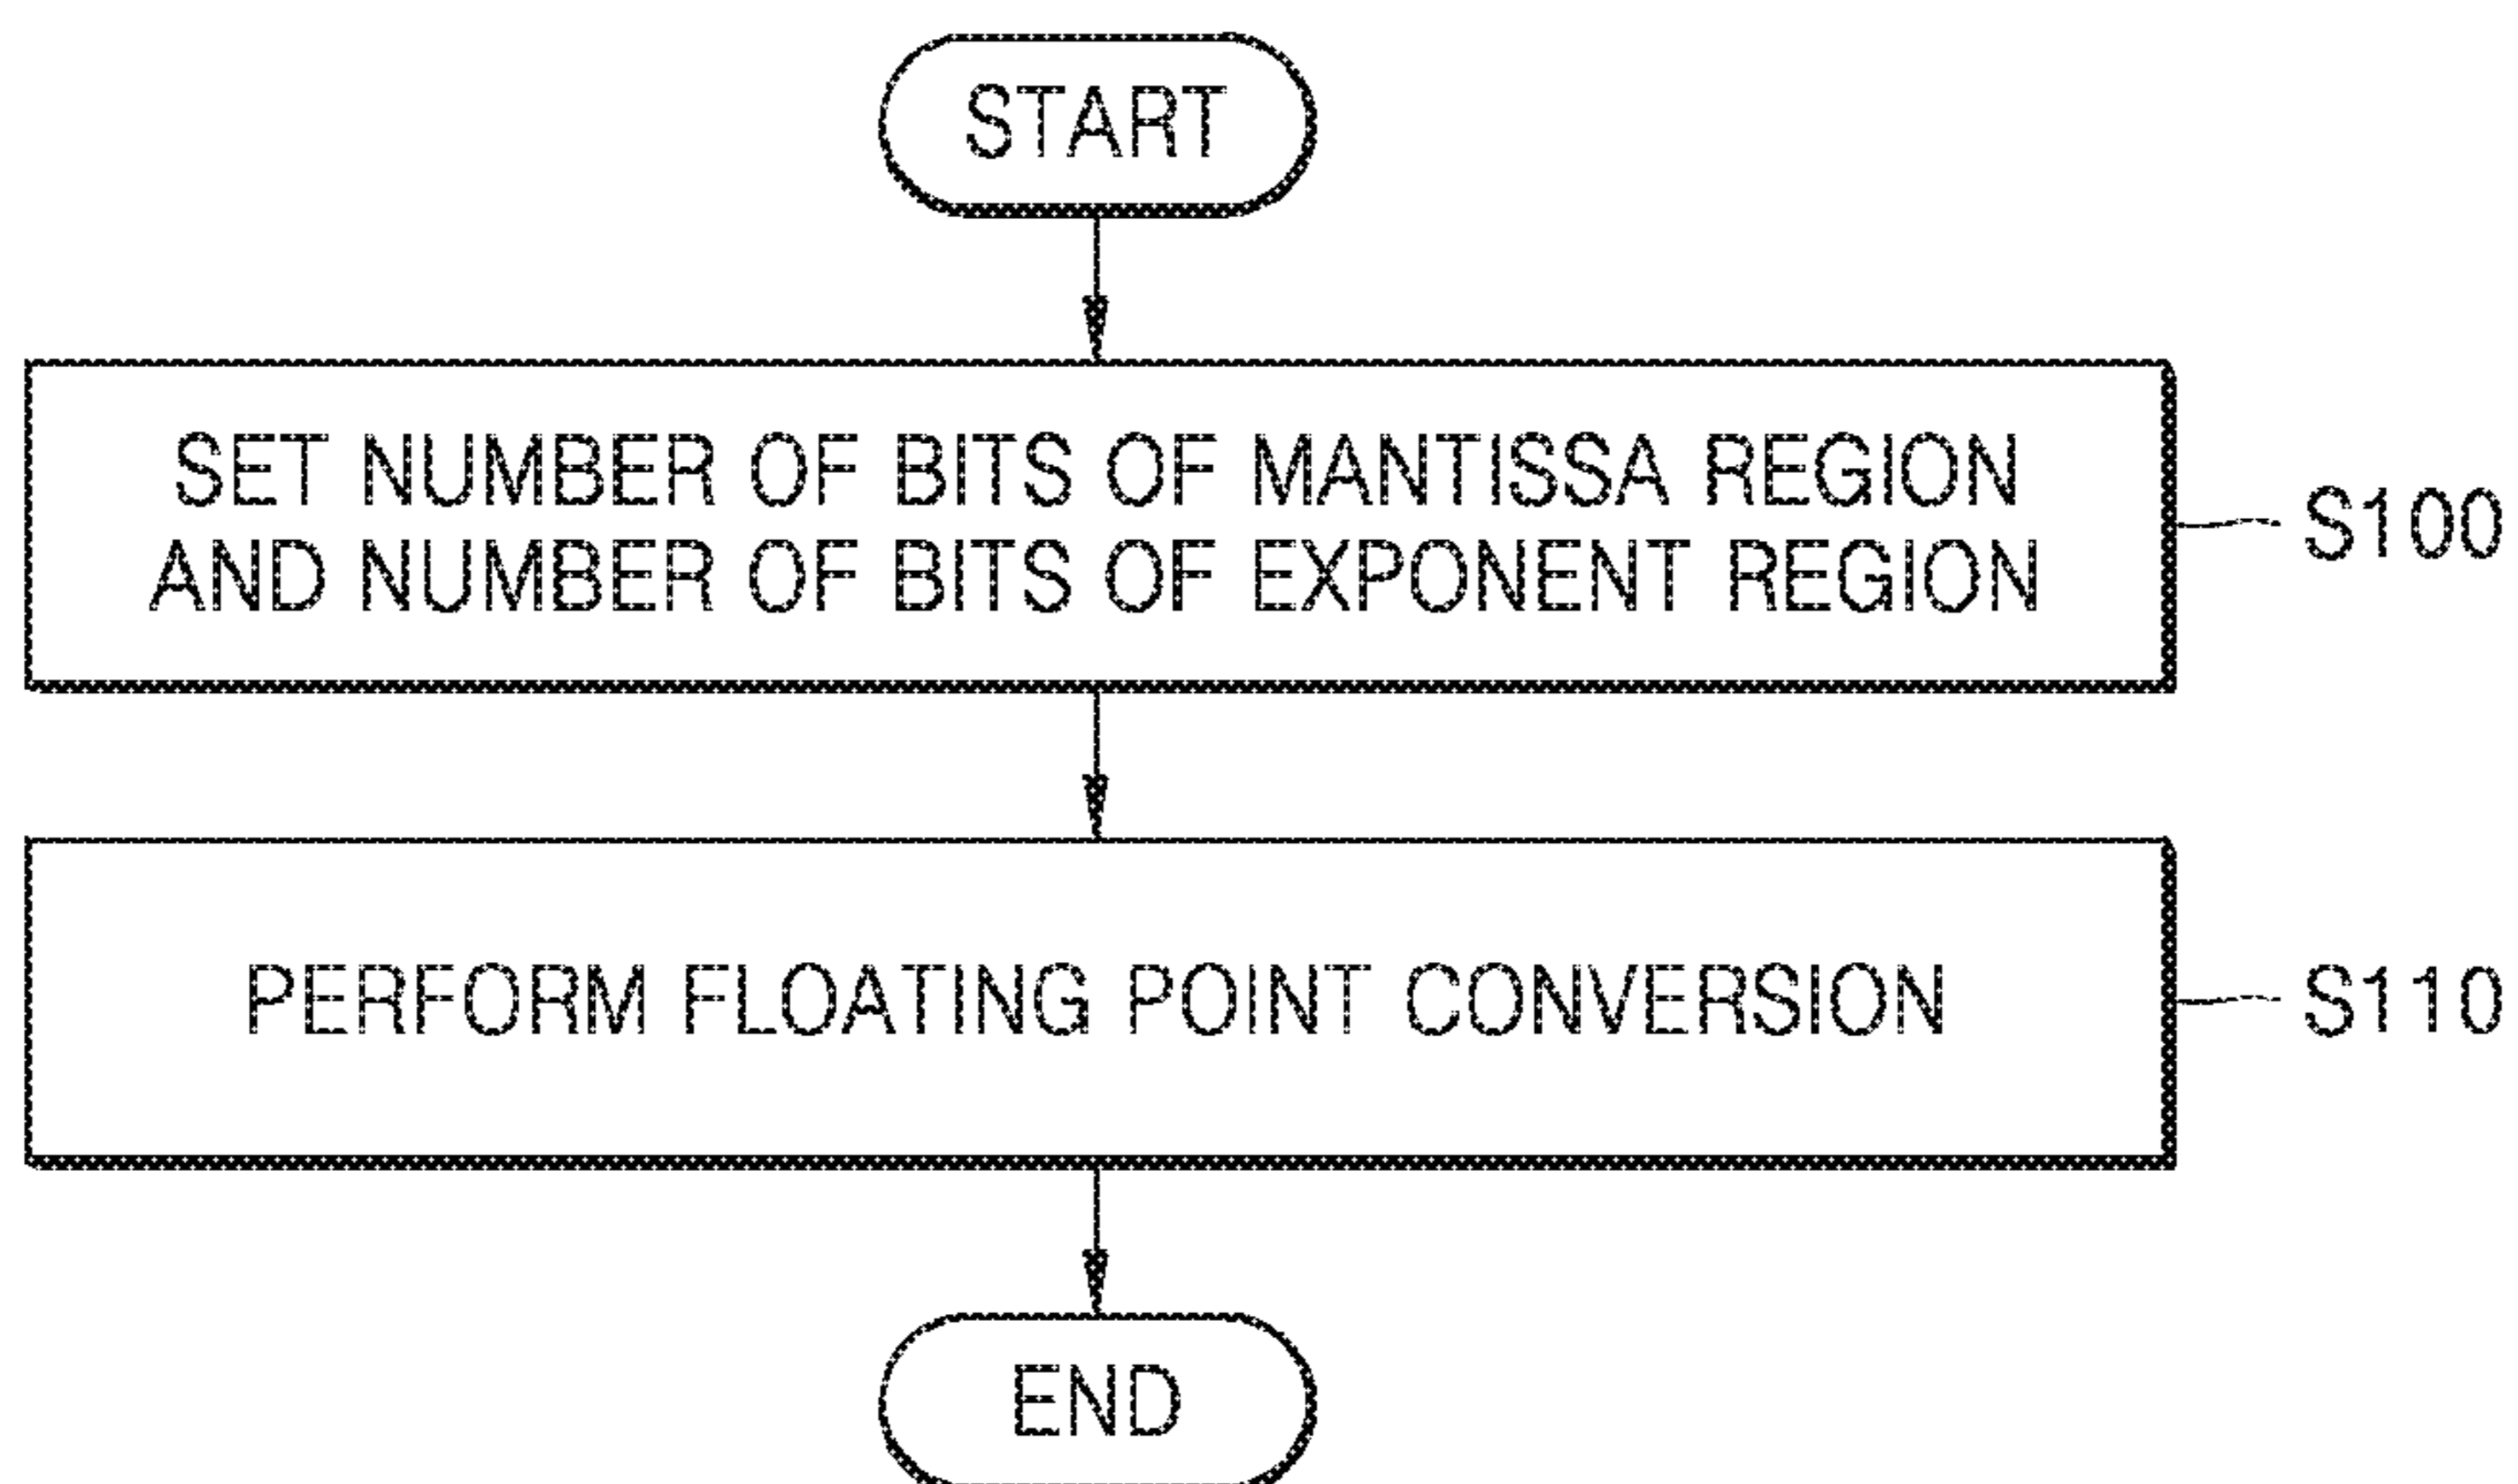 START
SET NUMBER OF BITS OF MANTISSA REGION
AND NUMBER OF BITS OF EXPONENT REGION
S100
PERFORM FLOATING POINT CONVERSION
S110
END